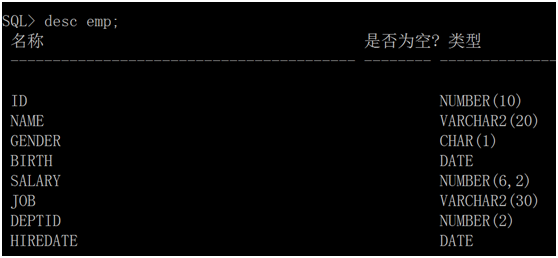 SQL> desc emp;
名称 是否为空? 类型
----------------------------------------- -------- --------------
ID NUMBER(10)
NAME VARCHAR2(20)
GENDER CHAR(1)
BIRTH DATE
SALARY NUMBER(6,2)
JOB VARCHAR2(30)
DEPTID NUMBER(2)
HIREDATE DATE